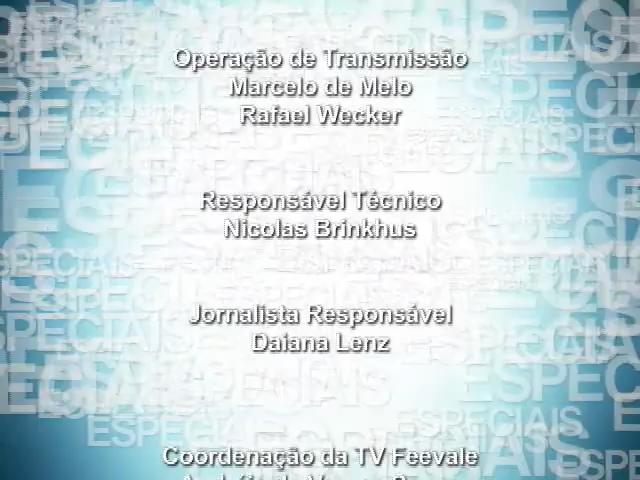 Operação de Transmissão
Marcelo de Melo
Rafael Wecker
Responsável Técnico
Nicolas Brinkhus
Jornalista Responsável
Daiana Lenz
ESPECIAIS
Coordenação da TV Feevale